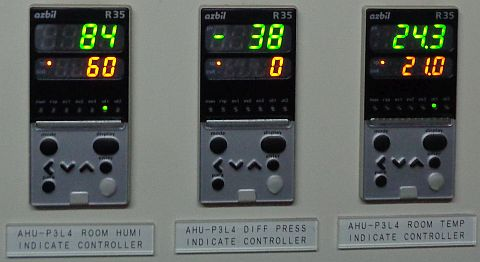 azbil R35
84
60
mode display
AHU-P3L4 ROOM HUMI
INDICATE CONTROLLER
azbil R35
- 38
0
mode display
AHU-P3L4 DIFF PRESS
INDICATE CONTROLLER
azbil R35
24.3
21.0
mode display
AHU-P3L4 ROOM TEMP
INDICATE CONTROLLER